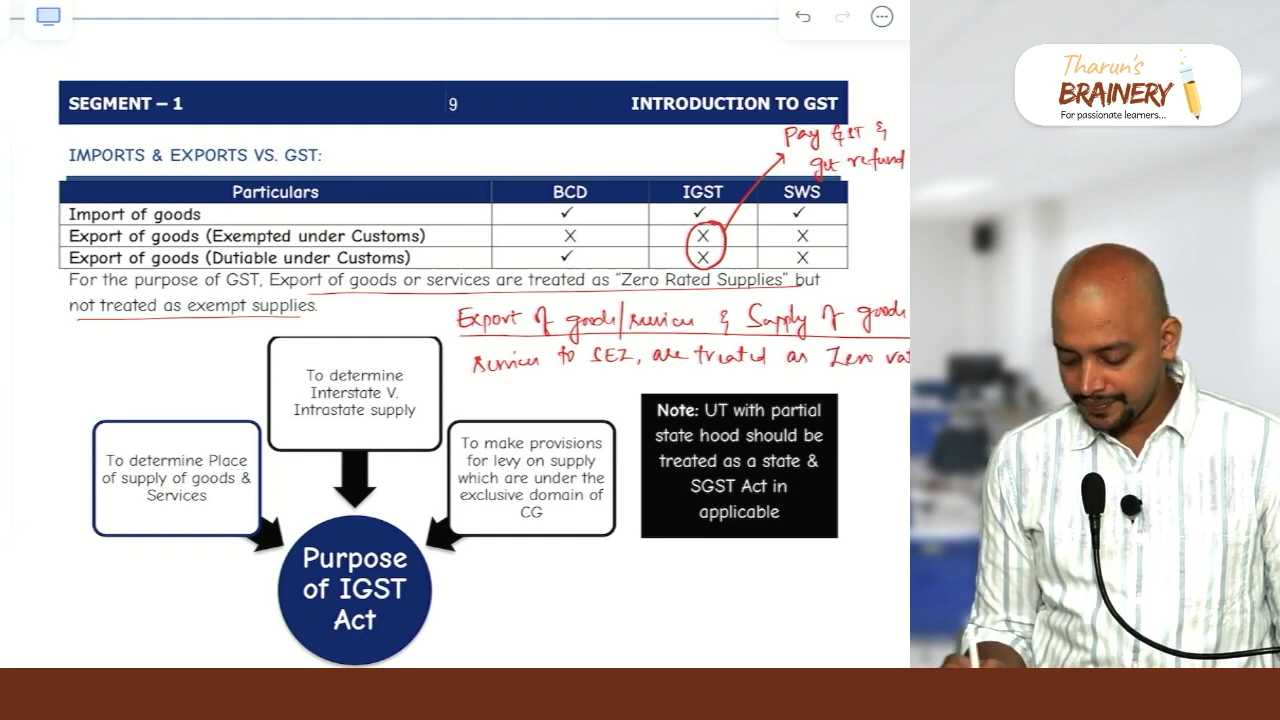 SEGMENT – 1 9 INTRODUCTION TO GST
Pay GST &
get refund
IMPORTS & EXPORTS VS. GST:
Particulars BCD IGST SWS
Import of goods ✓ ✓ ✓
Export of goods (Exempted under Customs) X X X
Export of goods (Dutiable under Customs) ✓ X X
For the purpose of GST, Export of goods or services are treated as “Zero Rated Supplies” but
not treated as exempt supplies.
Export of goods/services & Supply of goods
services to SEZ, are treated as Zero
To determine
Interstate V.
Intrastate supply
To determine Place
of supply of goods &
Services
To make provisions
for levy on supply
which are under the
exclusive domain of
CG
Note: UT with partial
state hood should be
treated as a state &
SGST Act in
applicable
Purpose
of IGST
Act
Tharun's
BRAINERY
For passionate learners...